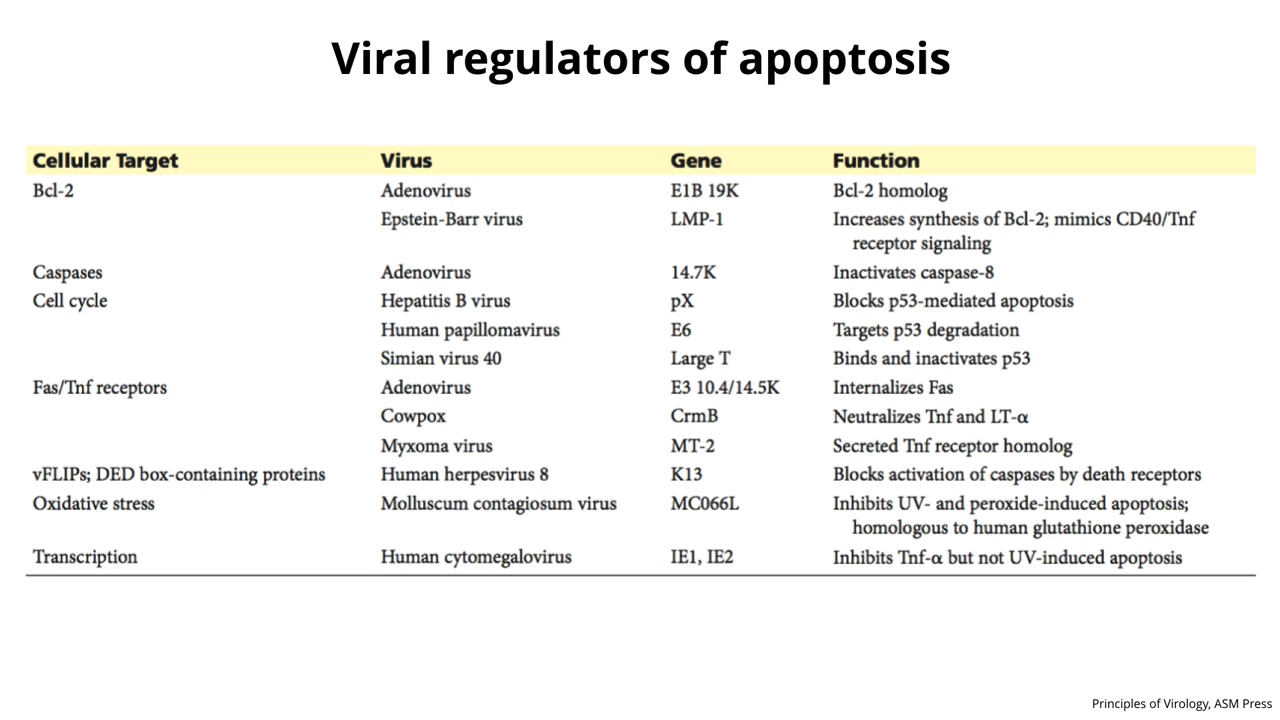 Viral regulators of apoptosis
Cellular Target Virus Gene Function
Bcl-2 Adenovirus E1B 19K Bcl-2 homolog
Epstein-Barr virus LMP-1 Increases synthesis of Bcl-2; mimics CD40/Tnf
receptor signaling
Caspases Adenovirus 14.7K Inactivates caspase-8
Cell cycle Hepatitis B virus pX Blocks p53-mediated apoptosis
Human papillomavirus E6 Targets p53 degradation
Simian virus 40 Large T Binds and inactivates p53
Fas/Tnf receptors Adenovirus E3 10.4/14.5K Internalizes Fas
Cowpox CrmB Neutralizes Tnf and LT-α
Myxoma virus MT-2 Secreted Tnf receptor homolog
vFLIPs; DED box-containing proteins Human herpesvirus 8 K13 Blocks activation of caspases by death receptors
Oxidative stress Molluscum contagiosum virus MC066L Inhibits UV- and peroxide-induced apoptosis;
homologous to human glutathione peroxidase
Transcription Human cytomegalovirus IE1, IE2 Inhibits Tnf-α but not UV-induced apoptosis
Principles of Virology, ASM Press